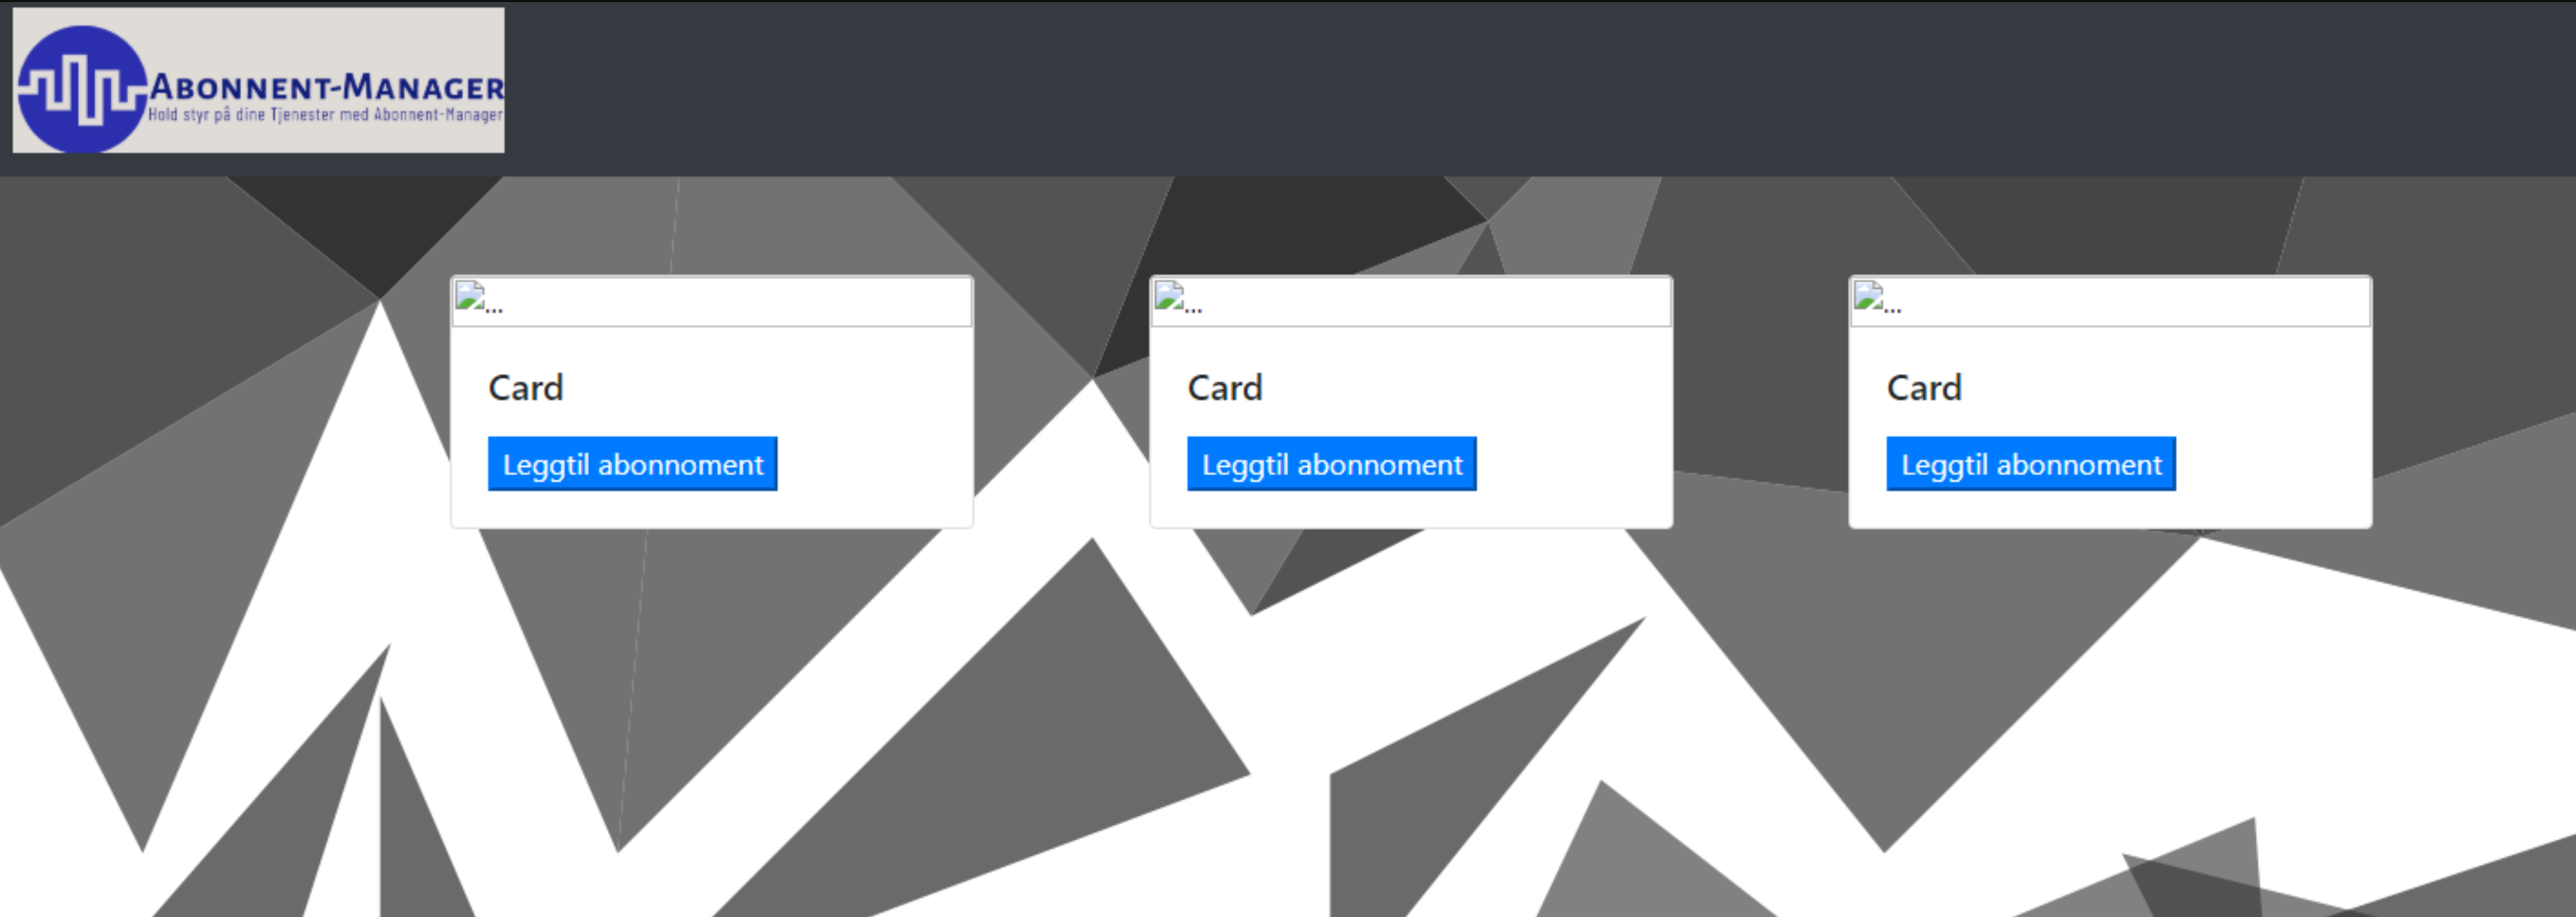 ABONNENT-MANAGER
Hold styr på dine Tjenester med Abonnent-Manager
... ... ...
Card Card Card
Leggtil abonnoment Leggtil abonnoment Leggtil abonnoment